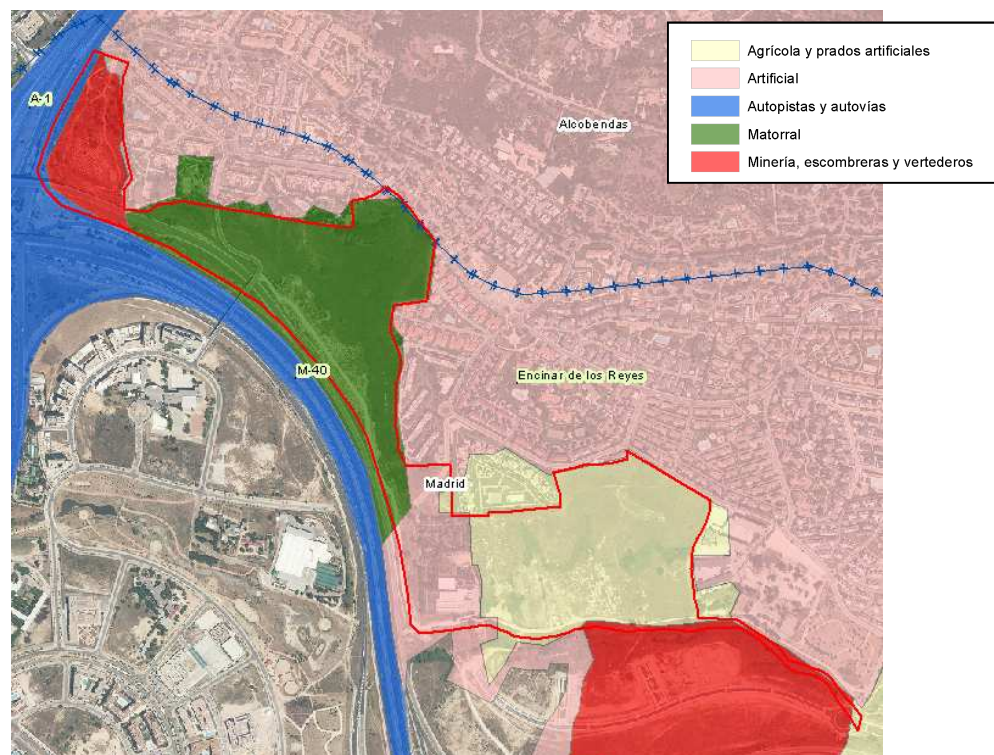 Agrícola y prados artificiales
Artificial
Autopistas y autovías
Matorral
Minería, escombreras y vertederos
A-1
Alcobendas
M-40
Encinar de los Reyes
Madrid